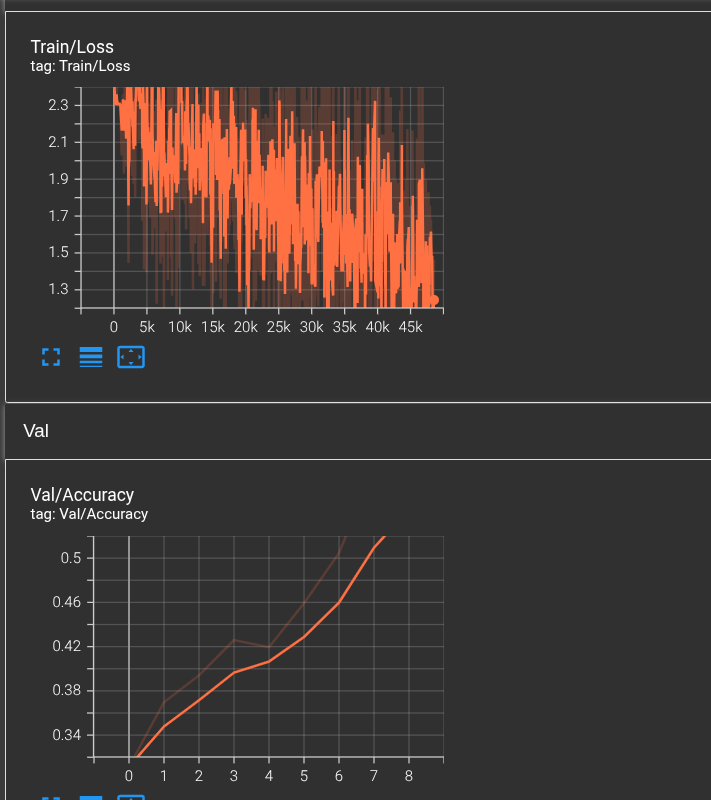 Train/Loss
tag: Train/Loss
2.3
2.1
1.9
1.7
1.5
1.3
0 5k 10k 15k 20k 25k 30k 35k 40k 45k
Val
Val/Accuracy
tag: Val/Accuracy
0.5
0.46
0.42
0.38
0.34
0 1 2 3 4 5 6 7 8